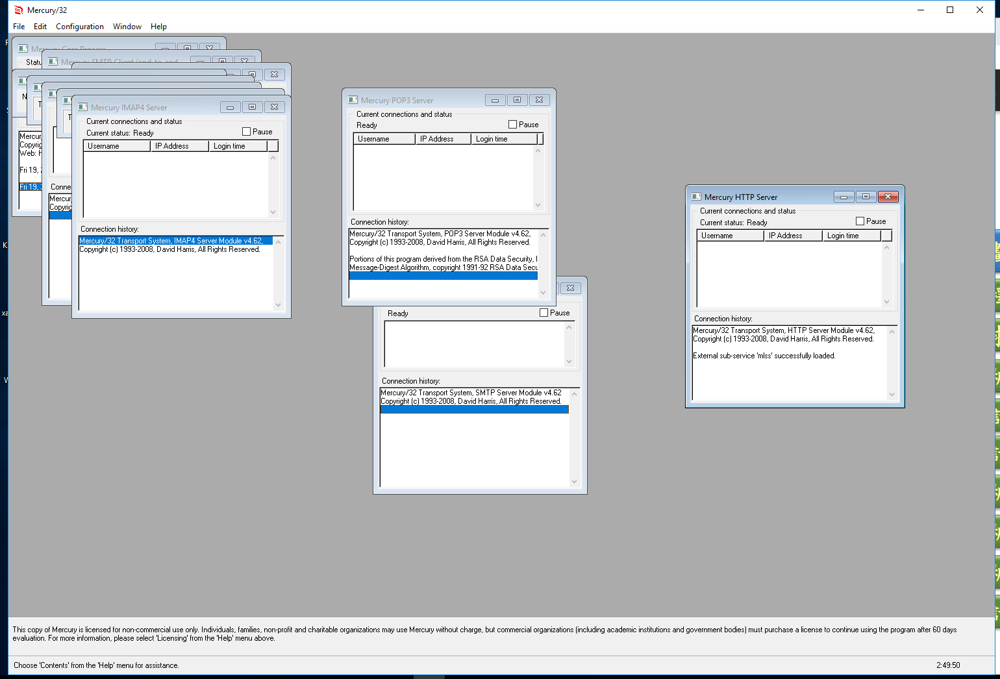 Mercury/32
File Edit Configuration Window Help
Mercury Core Process
Statu
Mercury SMTP Client (end-to-end
N
T
T
Mercury
Copyrig
Web: h
Fri 19,
Fri 19,
Conne
Mercury
Copyrig
Mercury IMAP4 Server
Current connections and status
Current status: Ready Pause
Username IP Address Login time
Connection history:
Mercury/32 Transport System, IMAP4 Server Module v4.62,
Copyright (c) 1993-2008, David Harris, All Rights Reserved.
Mercury POP3 Server
Current connections and status
Ready Pause
Username IP Address Login time
Connection history:
Mercury/32 Transport System, POP3 Server Module v4.62,
Copyright (c) 1993-2008, David Harris, All Rights Reserved.
Portions of this program derived from the RSA Data Security, I
Message-Digest Algorithm, copyright 1991-92 RSA Data Secu
Ready Pause
Connection history:
Mercury/32 Transport System, SMTP Server Module v4.62
Copyright (c) 1993-2008, David Harris, All Rights Reserved.
Mercury HTTP Server
Current connections and status
Current status: Ready Pause
Username IP Address Login time
Connection history:
Mercury/32 Transport System, HTTP Server Module v4.62,
Copyright (c) 1993-2008, David Harris, All Rights Reserved.
External sub-service 'mlss' successfully loaded.
This copy of Mercury is licensed for non-commercial use only. Individuals, families, non-profit and charitable organizations may use Mercury without charge, but commercial organizations (including academic institutions and government bodies) must purchase a license to continue using the program after 60 days
evaluation. For more information, please select 'Licensing' from the 'Help' menu above.
Choose 'Contents' from the 'Help' menu for assistance. 2:49:50